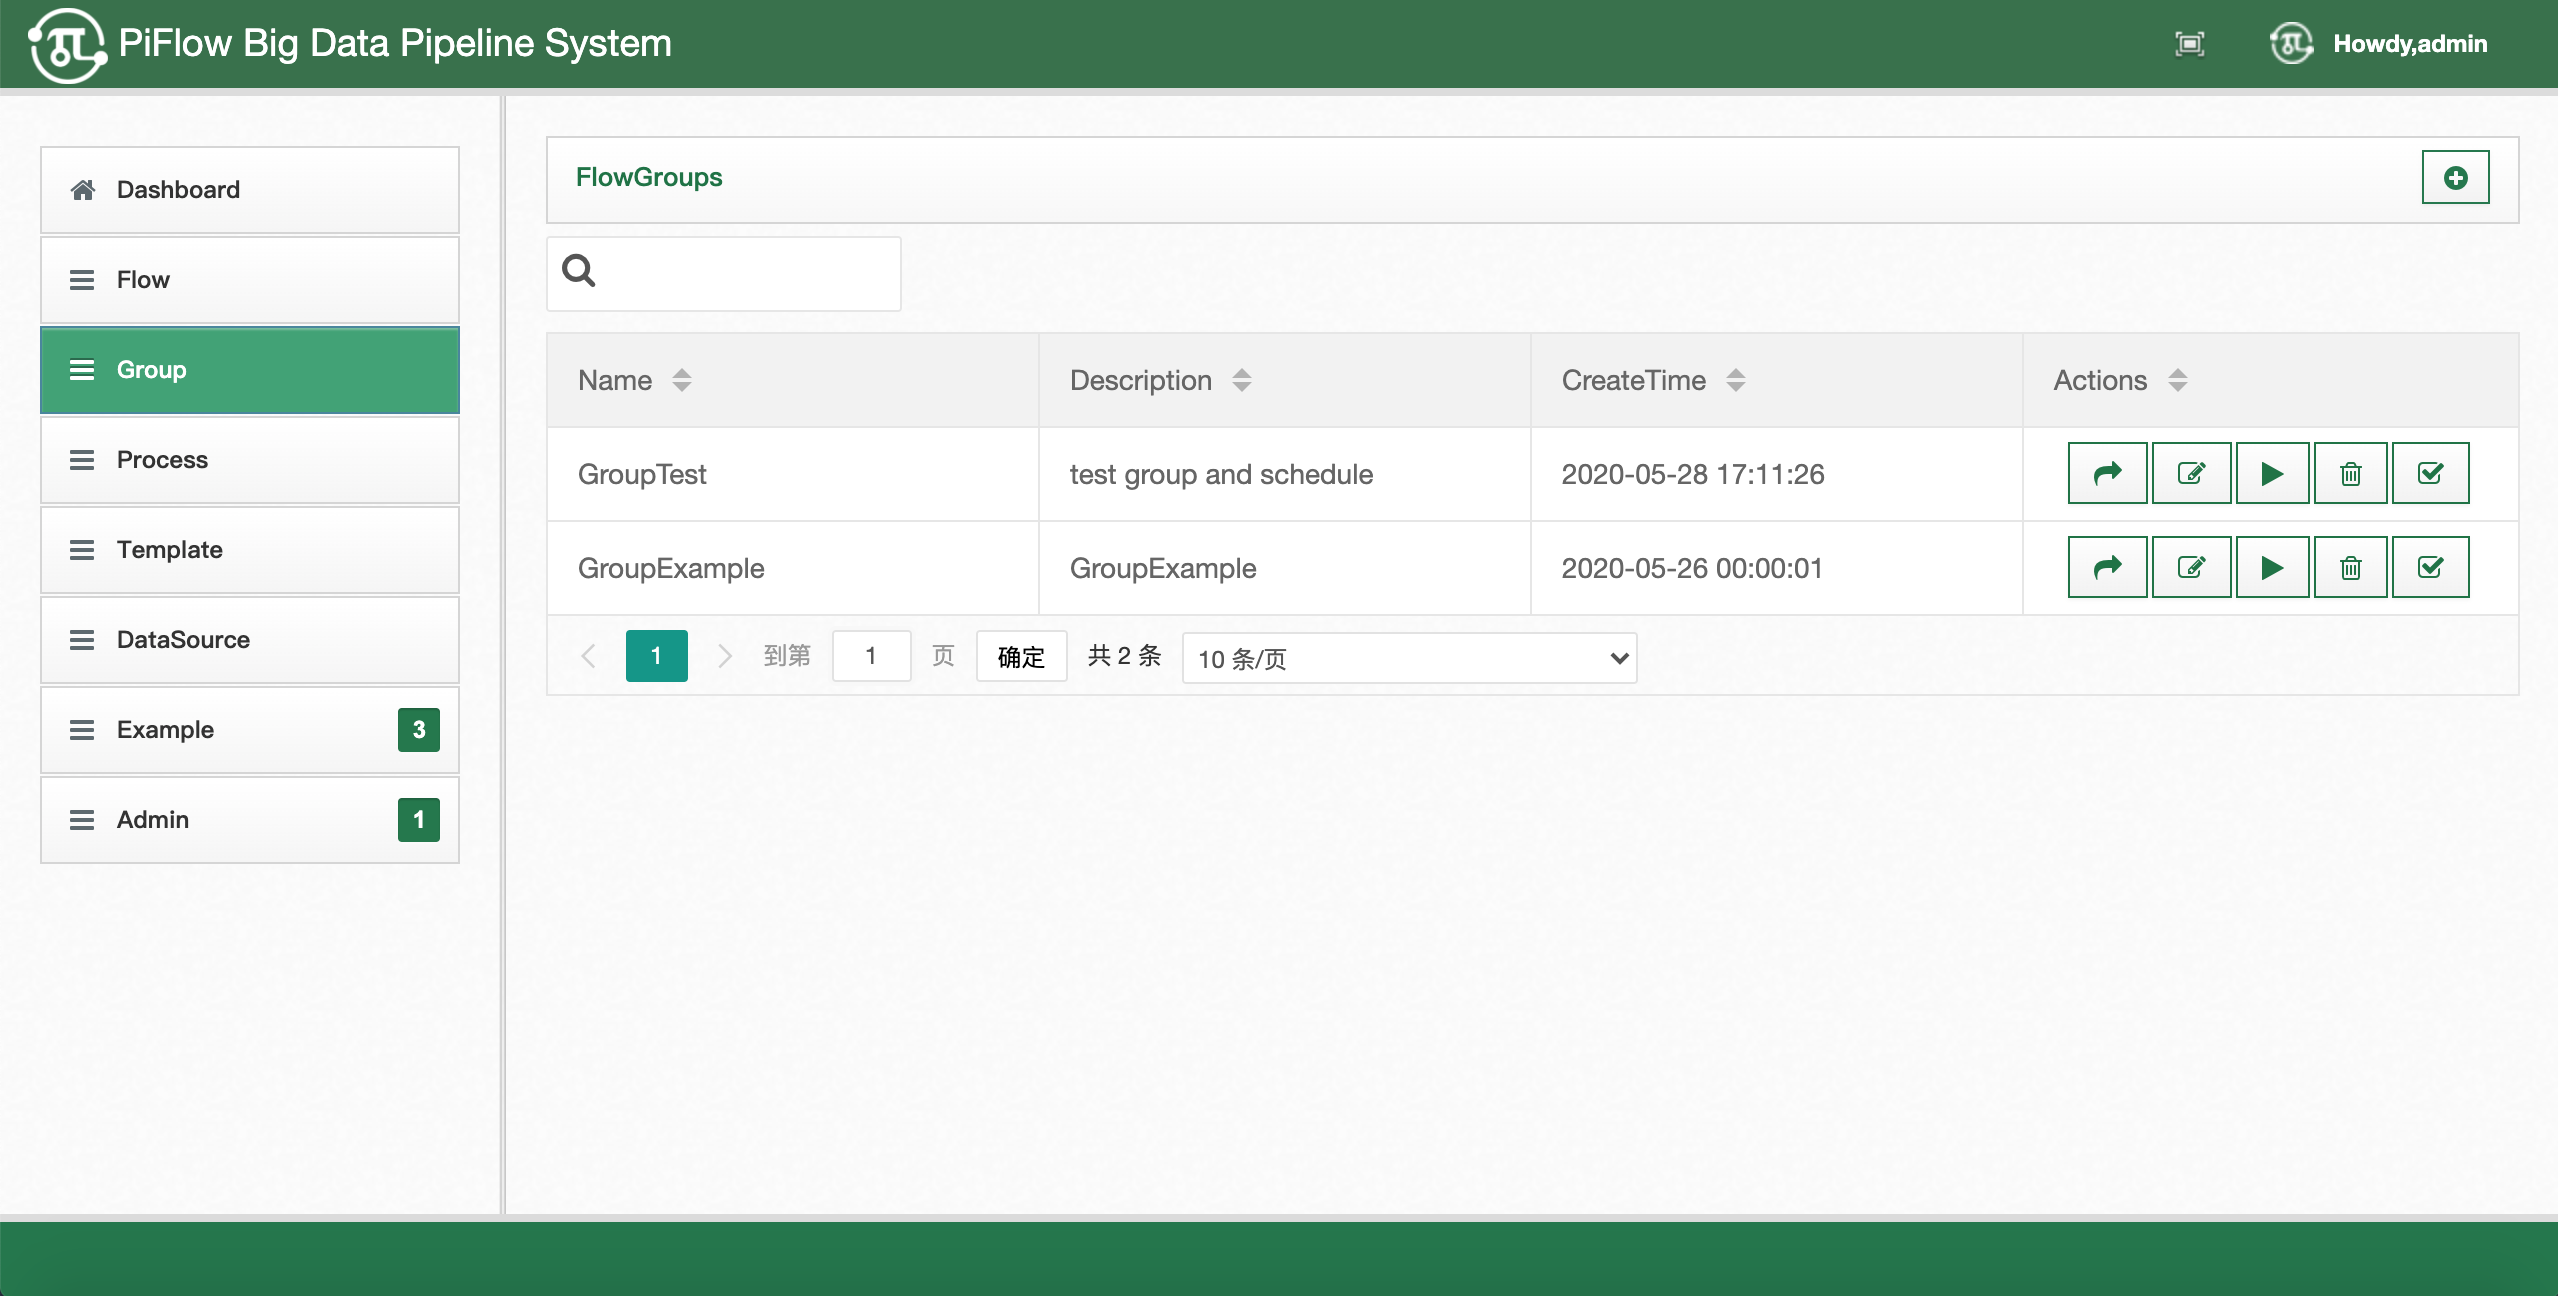 PiFlow Big Data Pipeline System
Howdy,admin
Dashboard
Flow
Group
Process
Template
DataSource
Example 3
Admin 1
FlowGroups
Name Description CreateTime Actions
GroupTest test group and schedule 2020-05-28 17:11:26
GroupExample GroupExample 2020-05-26 00:00:01
1 到第 1 页 确定 共 2 条 10 条/页